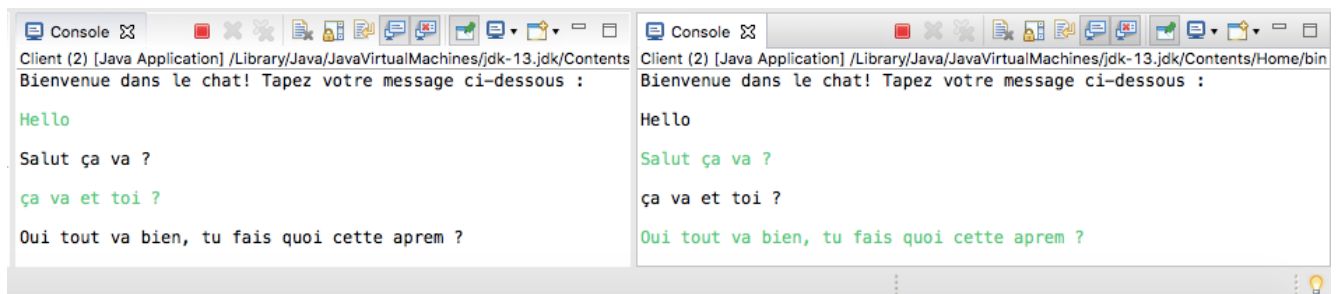 Console
Client (2) [Java Application] /Library/Java/JavaVirtualMachines/jdk-13.jdk/Contents
Bienvenue dans le chat! Tapez votre message ci-dessous :
Hello
Salut ça va ?
ça va et toi ?
Oui tout va bien, tu fais quoi cette aprem ?
Console
Client (2) [Java Application] /Library/Java/JavaVirtualMachines/jdk-13.jdk/Contents/Home/bin
Bienvenue dans le chat! Tapez votre message ci-dessous :
Hello
Salut ça va ?
ça va et toi ?
Oui tout va bien, tu fais quoi cette aprem ?